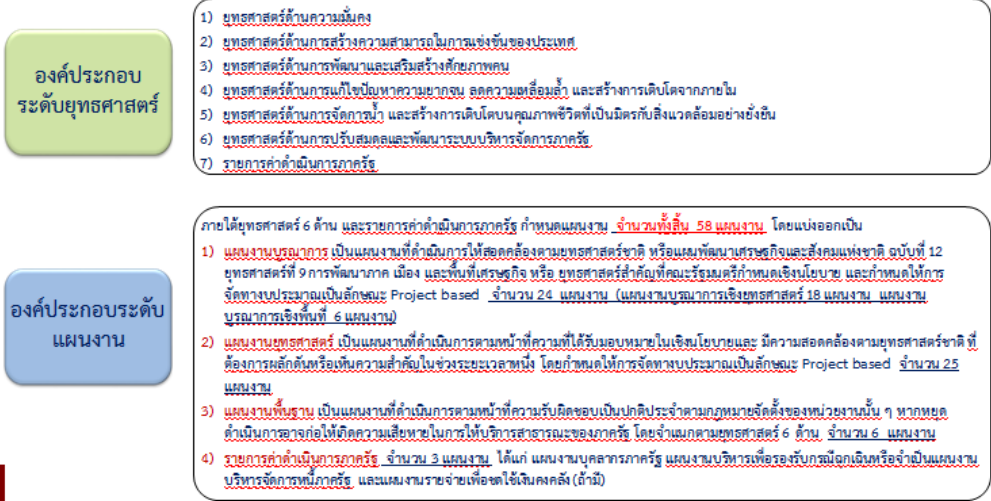 องค์ประกอบ
ระดับยุทธศาสตร์
1) ยุทธศาสตร์ด้านความมั่นคง
2) ยุทธศาสตร์ด้านการสร้างความสามารถในการแข่งขันของประเทศ
3) ยุทธศาสตร์ด้านการพัฒนาและเสริมสร้างศักยภาพคน
4) ยุทธศาสตร์ด้านการแก้ไขปัญหาความยากจน ลดความเหลื่อมล้ำ และสร้างการเติบโตจากภายใน
5) ยุทธศาสตร์ด้านการจัดการน้ำ และสร้างการเติบโตบนคุณภาพชีวิตที่เป็นมิตรกับสิ่งแวดล้อมอย่างยั่งยืน
6) ยุทธศาสตร์ด้านการปรับสมดุลและพัฒนาระบบบริหารจัดการภาครัฐ
7) รายการค่าดำเนินการภาครัฐ
องค์ประกอบระดับ
แผนงาน
ภายใต้ยุทธศาสตร์ 6 ด้าน และรายการค่าดำเนินการภาครัฐ กำหนดแผนงาน จำนวนทั้งสิ้น 58 แผนงาน โดยแบ่งออกเป็น
1) แผนงานบูรณาการ เป็นแผนงานที่ดำเนินการให้สอดคล้องตามยุทธศาสตร์ชาติ หรือแผนพัฒนาเศรษฐกิจและสังคมแห่งชาติ ฉบับที่ 12
ยุทธศาสตร์ที่ 9 การพัฒนาภาค เมือง และพื้นที่เศรษฐกิจ หรือ ยุทธศาสตร์สำคัญที่คณะรัฐมนตรีกำหนดเชิงนโยบาย และกำหนดให้การ
จัดทางบประมาณเป็นลักษณะ Project based จำนวน 24 แผนงาน (แผนงานบูรณาการเชิงยุทธศาสตร์ 18 แผนงาน แผนงาน
บูรณาการเชิงพื้นที่ 6 แผนงาน)
2) แผนงานยุทธศาสตร์ เป็นแผนงานที่ดำเนินการตามหน้าที่ความที่ได้รับมอบหมายในเชิงนโยบายและ มีความสอดคล้องตามยุทธศาสตร์ชาติ ที่
ต้องการผลักดันหรือเห็นความสำคัญในช่วงระยะเวลาหนึ่ง โดยกำหนดให้การจัดทางบประมาณเป็นลักษณะ Project based จำนวน 25
แผนงาน
3) แผนงานพื้นฐาน เป็นแผนงานที่ดำเนินการตามหน้าที่ความรับผิดชอบเป็นปกติประจำตามกฎหมายจัดตั้งของหน่วยงานนั้น ๆ หากหยุด
ดำเนินการอาจก่อให้เกิดความเสียหายในการให้บริการสาธารณะของภาครัฐ โดยจำแนกตามยุทธศาสตร์ 6 ด้าน จำนวน 6 แผนงาน
4) รายการค่าดำเนินการภาครัฐ จำนวน 3 แผนงาน ได้แก่ แผนงานบุคลากรภาครัฐ แผนงานบริหารเพื่อรองรับกรณีฉุกเฉินหรือจำเป็นแผนงาน
บริหารจัดการหนี้ภาครัฐ และแผนงานรายจ่ายเพื่อชดใช้เงินคงคลัง (ถ้ามี)